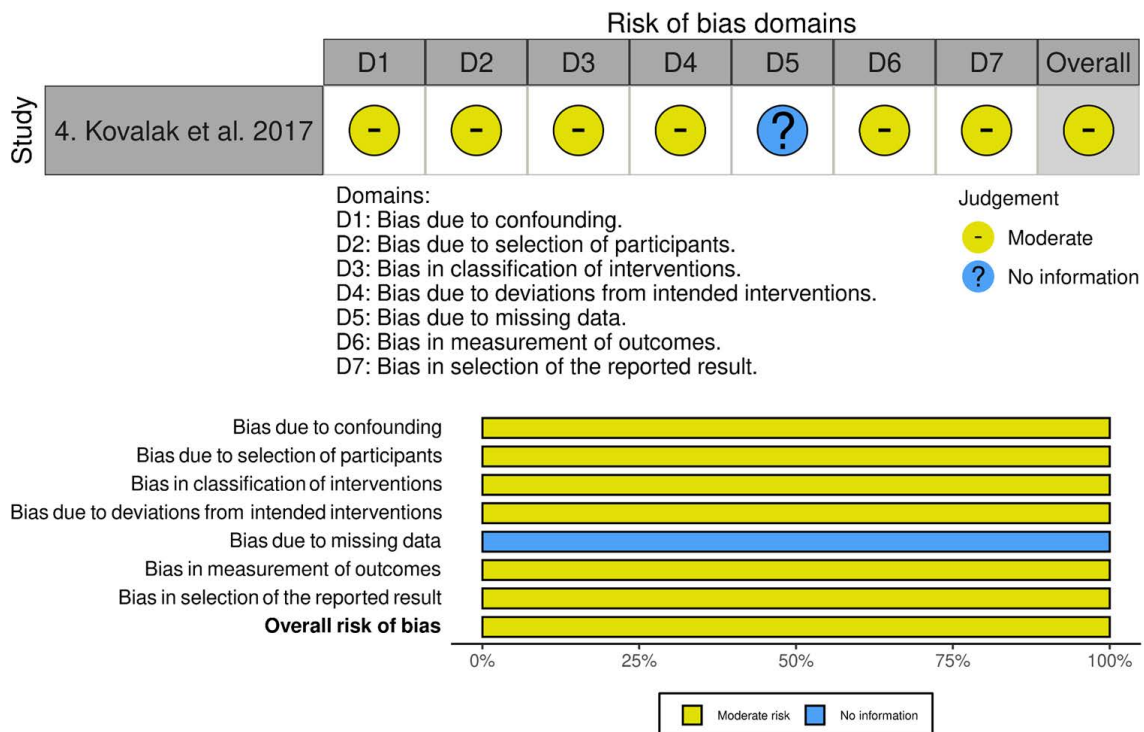 Risk of bias domains
D1 D2 D3 D4 D5 D6 D7 Overall
Study
4. Kovalak et al. 2017 - - - - ? - - -
Domains:
D1: Bias due to confounding.
D2: Bias due to selection of participants.
D3: Bias in classification of interventions.
D4: Bias due to deviations from intended interventions.
D5: Bias due to missing data.
D6: Bias in measurement of outcomes.
D7: Bias in selection of the reported result.
Judgement
- Moderate
? No information
Bias due to confounding
Bias due to selection of participants
Bias in classification of interventions
Bias due to deviations from intended interventions
Bias due to missing data
Bias in measurement of outcomes
Bias in selection of the reported result
Overall risk of bias
0% 25% 50% 75% 100%
Moderate risk No information